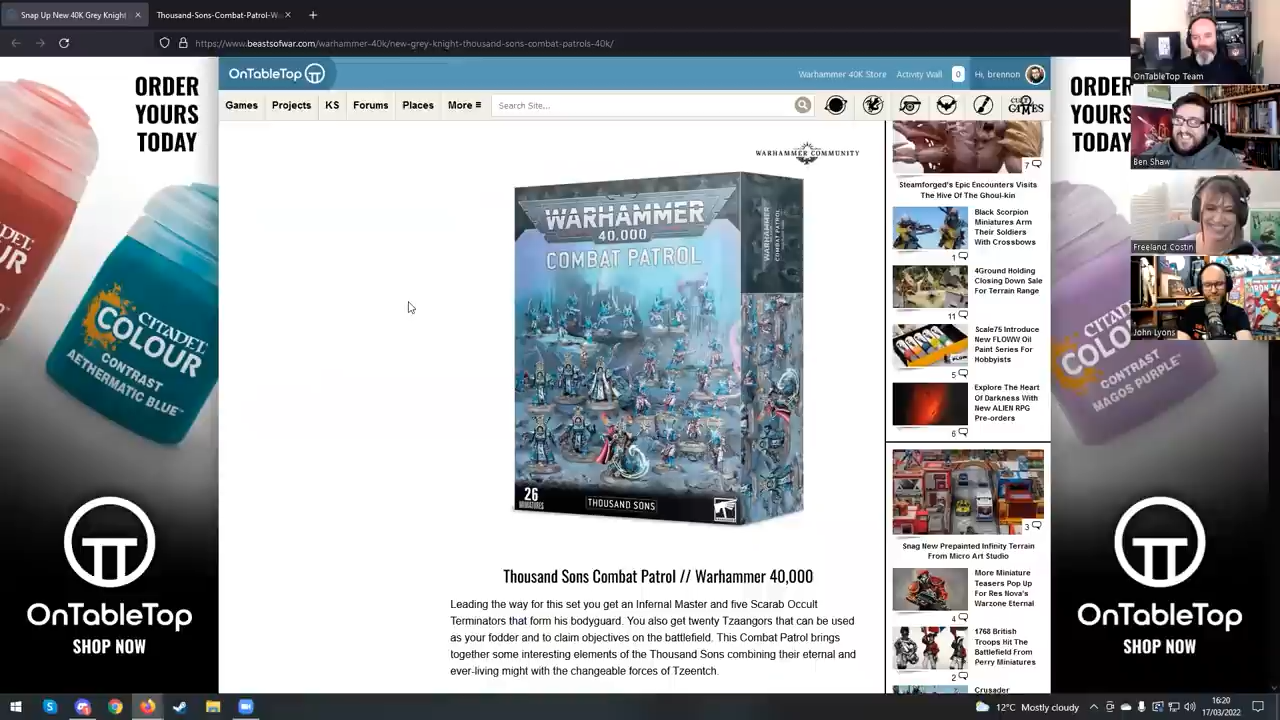 Snap Up New 40K Grey Knight
Thousand-Sons-Combat-Patrol-Wa
https://www.beastsofwar.com/warhammer-40k/new-grey-knight-thousand-sons-combat-patrols-40k/
OnTableTop
Warhammer 40K Store
Activity Wall
0
Hi, brennon
Games
Projects
KS
Forums
Places
More
Search Site...
CULT
GAMES
ORDER
YOURS
TODAY
CITADEL
COLOUR
CONTRAST
AETHERMATIC BLUE
OnTableTop
SHOP NOW
WARHAMMER COMMUNITY
WARHAMMER
40,000
COMBAT PATROL
WARHAMMER
COMBAT PATROL
26
MINIATURES
THOUSAND SONS
Thousand Sons Combat Patrol // Warhammer 40,000
Leading the way for this set you get an Infernal Master and five Scarab Occult
Terminators that form his bodyguard. You also get twenty Tzaangors that can be used
as your fodder and to claim objectives on the battlefield. This Combat Patrol brings
together some interesting elements of the Thousand Sons combining their eternal and
ever-living might with the changeable forces of Tzeentch.
7
Steamforged's Epic Encounters Visits
The Hive Of The Ghoul-kin
Black Scorpion
Miniatures Arm
Their Soldiers
With Crossbows
1
4Ground Holding
Closing Down Sale
For Terrain Range
11
Scale75 Introduce
New FLOWW Oil
Paint Series For
Hobbyists
5
Explore The Heart
Of Darkness With
New ALIEN RPG
Pre-orders
6
3
Snag New Prepainted Infinity Terrain
From Micro Art Studio
More Miniature
Teasers Pop Up
For Res Nova's
Warzone Eternal
4
1768 British
Troops Hit The
Battlefield From
Perry Miniatures
2
Crusader
ORDER
YOURS
TODAY
CITADEL
COLOUR
CONTRAST
MAGOS PURPLE
OnTableTop
SHOP NOW
OnTableTop Team
Ben Shaw
Freeland Costin
John Lyons
12°C Mostly cloudy
16:20
17/03/2022